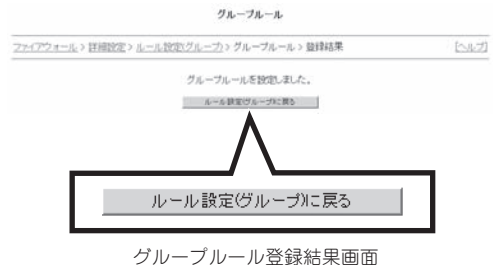 グループルール
ファイアウォール > 詳細設定 > ルール設定(グループ) > グループルール > 登録結果 [ヘルプ]
グループルールを設定しました。
ルール設定(グループ)に戻る
ルール設定(グループ)に戻る
グループルール登録結果画面